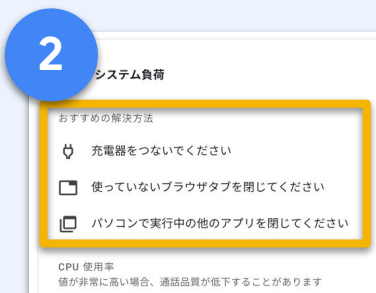 2
システム負荷
おすすめの解決方法
充電器をつないでください
使っていないブラウザタブを閉じてください
パソコンで実行中の他のアプリを閉じてください
CPU 使用率
値が非常に高い場合、通話品質が低下することがあります